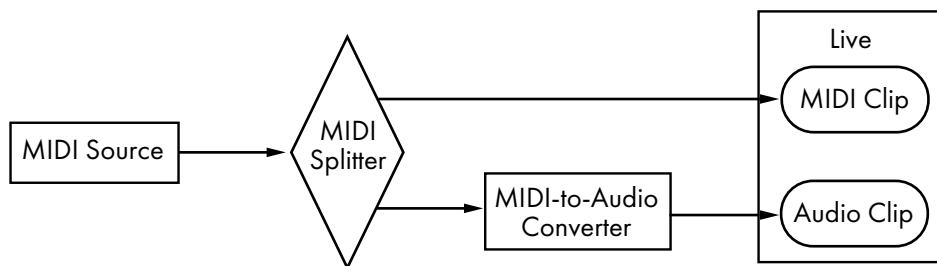 MIDI Source
MIDI
Splitter
MIDI-to-Audio
Converter
Live
MIDI Clip
Audio Clip